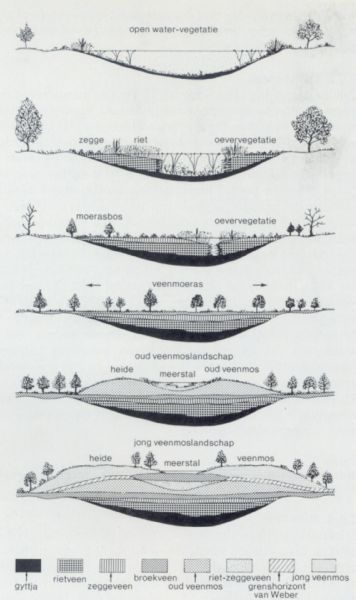 open water-vegetatie
zegge riet oevervegetatie
moerasbos oevervegetatie
veenmoeras
oud veenmoslandschap
heide meerstal oud veenmos
jong veenmoslandschap
heide meerstal veenmos
gyttja rietveen zeggeveen broekveen oud veenmos riet-zeggeveen grenshorizont van Weber jong veenmos